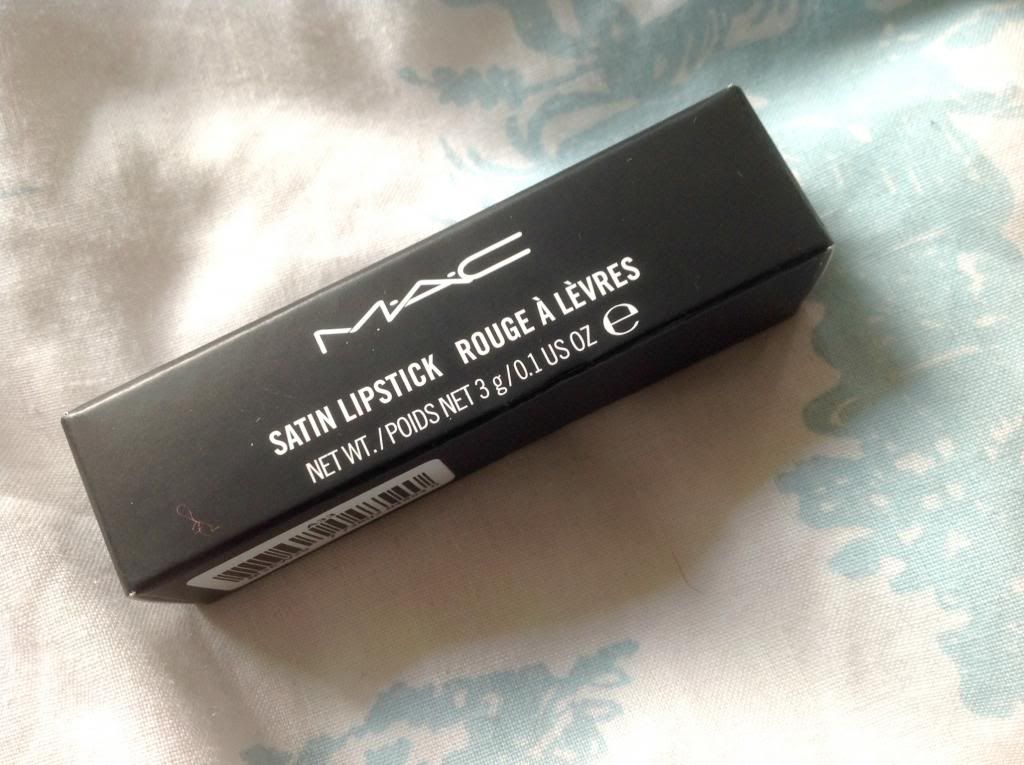 M·A·C
SATIN LIPSTICK ROUGE À LÈVRES
NET WT./POIDS NET 3 g/0.1 US OZ ℮